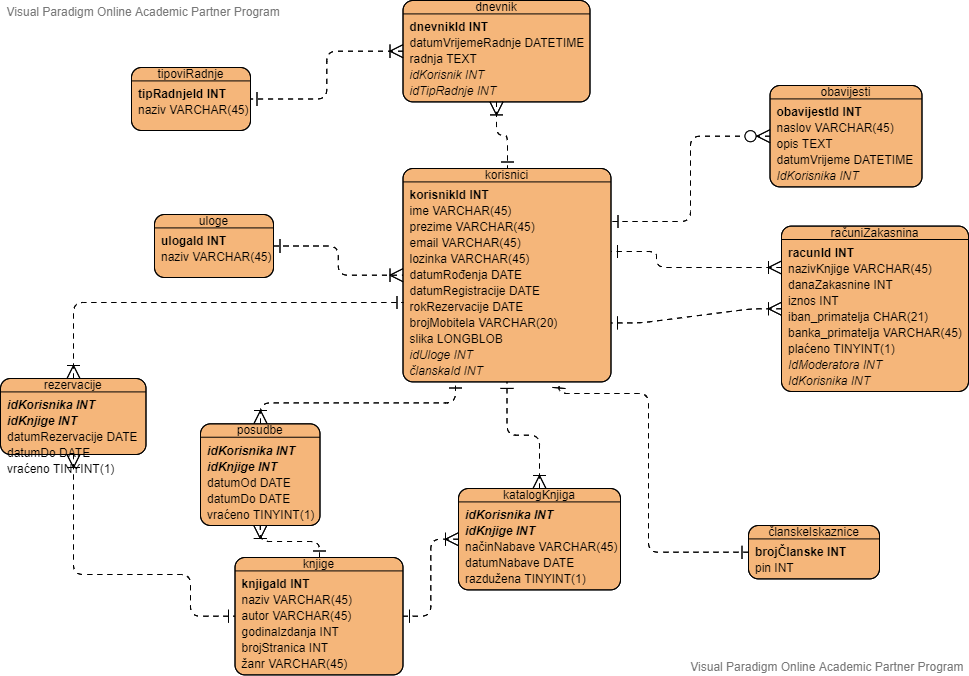 Visual Paradigm Online Academic Partner Program
dnevnik
dnevnikId INT
datumVrijemeRadnje DATETIME
radnja TEXT
idKorisnik INT
idTipRadnje INT
tipoviRadnje
tipRadnjeId INT
naziv VARCHAR(45)
obavijesti
obavijestId INT
naslov VARCHAR(45)
opis TEXT
datumVrijeme DATETIME
IdKorisnika INT
korisnici
korisnikId INT
ime VARCHAR(45)
prezime VARCHAR(45)
email VARCHAR(45)
lozinka VARCHAR(45)
datumRođenja DATE
datumRegistracije DATE
rokRezervacije DATE
brojMobitela VARCHAR(20)
slika LONGBLOB
idUloge INT
članskaId INT
uloge
ulogaId INT
naziv VARCHAR(45)
računiZakasnina
racunId INT
nazivKnjige VARCHAR(45)
danaZakasnine INT
iznos INT
iban_primatelja CHAR(21)
banka_primatelja VARCHAR(45)
plaćeno TINYINT(1)
IdModeratora INT
IdKorisnika INT
rezervacije
idKorisnika INT
idKnjige INT
datumRezervacije DATE
datumDo DATE
vraćeno TINYINT(1)
posudbe
idKorisnika INT
idKnjige INT
datumOd DATE
datumDo DATE
vraćeno TINYINT(1)
katalogKnjiga
idKorisnika INT
idKnjige INT
načinNabave VARCHAR(45)
datumNabave DATE
razdužena TINYINT(1)
članskeIskaznice
brojČlanske INT
pin INT
knjige
knjigaId INT
naziv VARCHAR(45)
autor VARCHAR(45)
godinaIzdanja INT
brojStranica INT
žanr VARCHAR(45)
Visual Paradigm Online Academic Partner Program